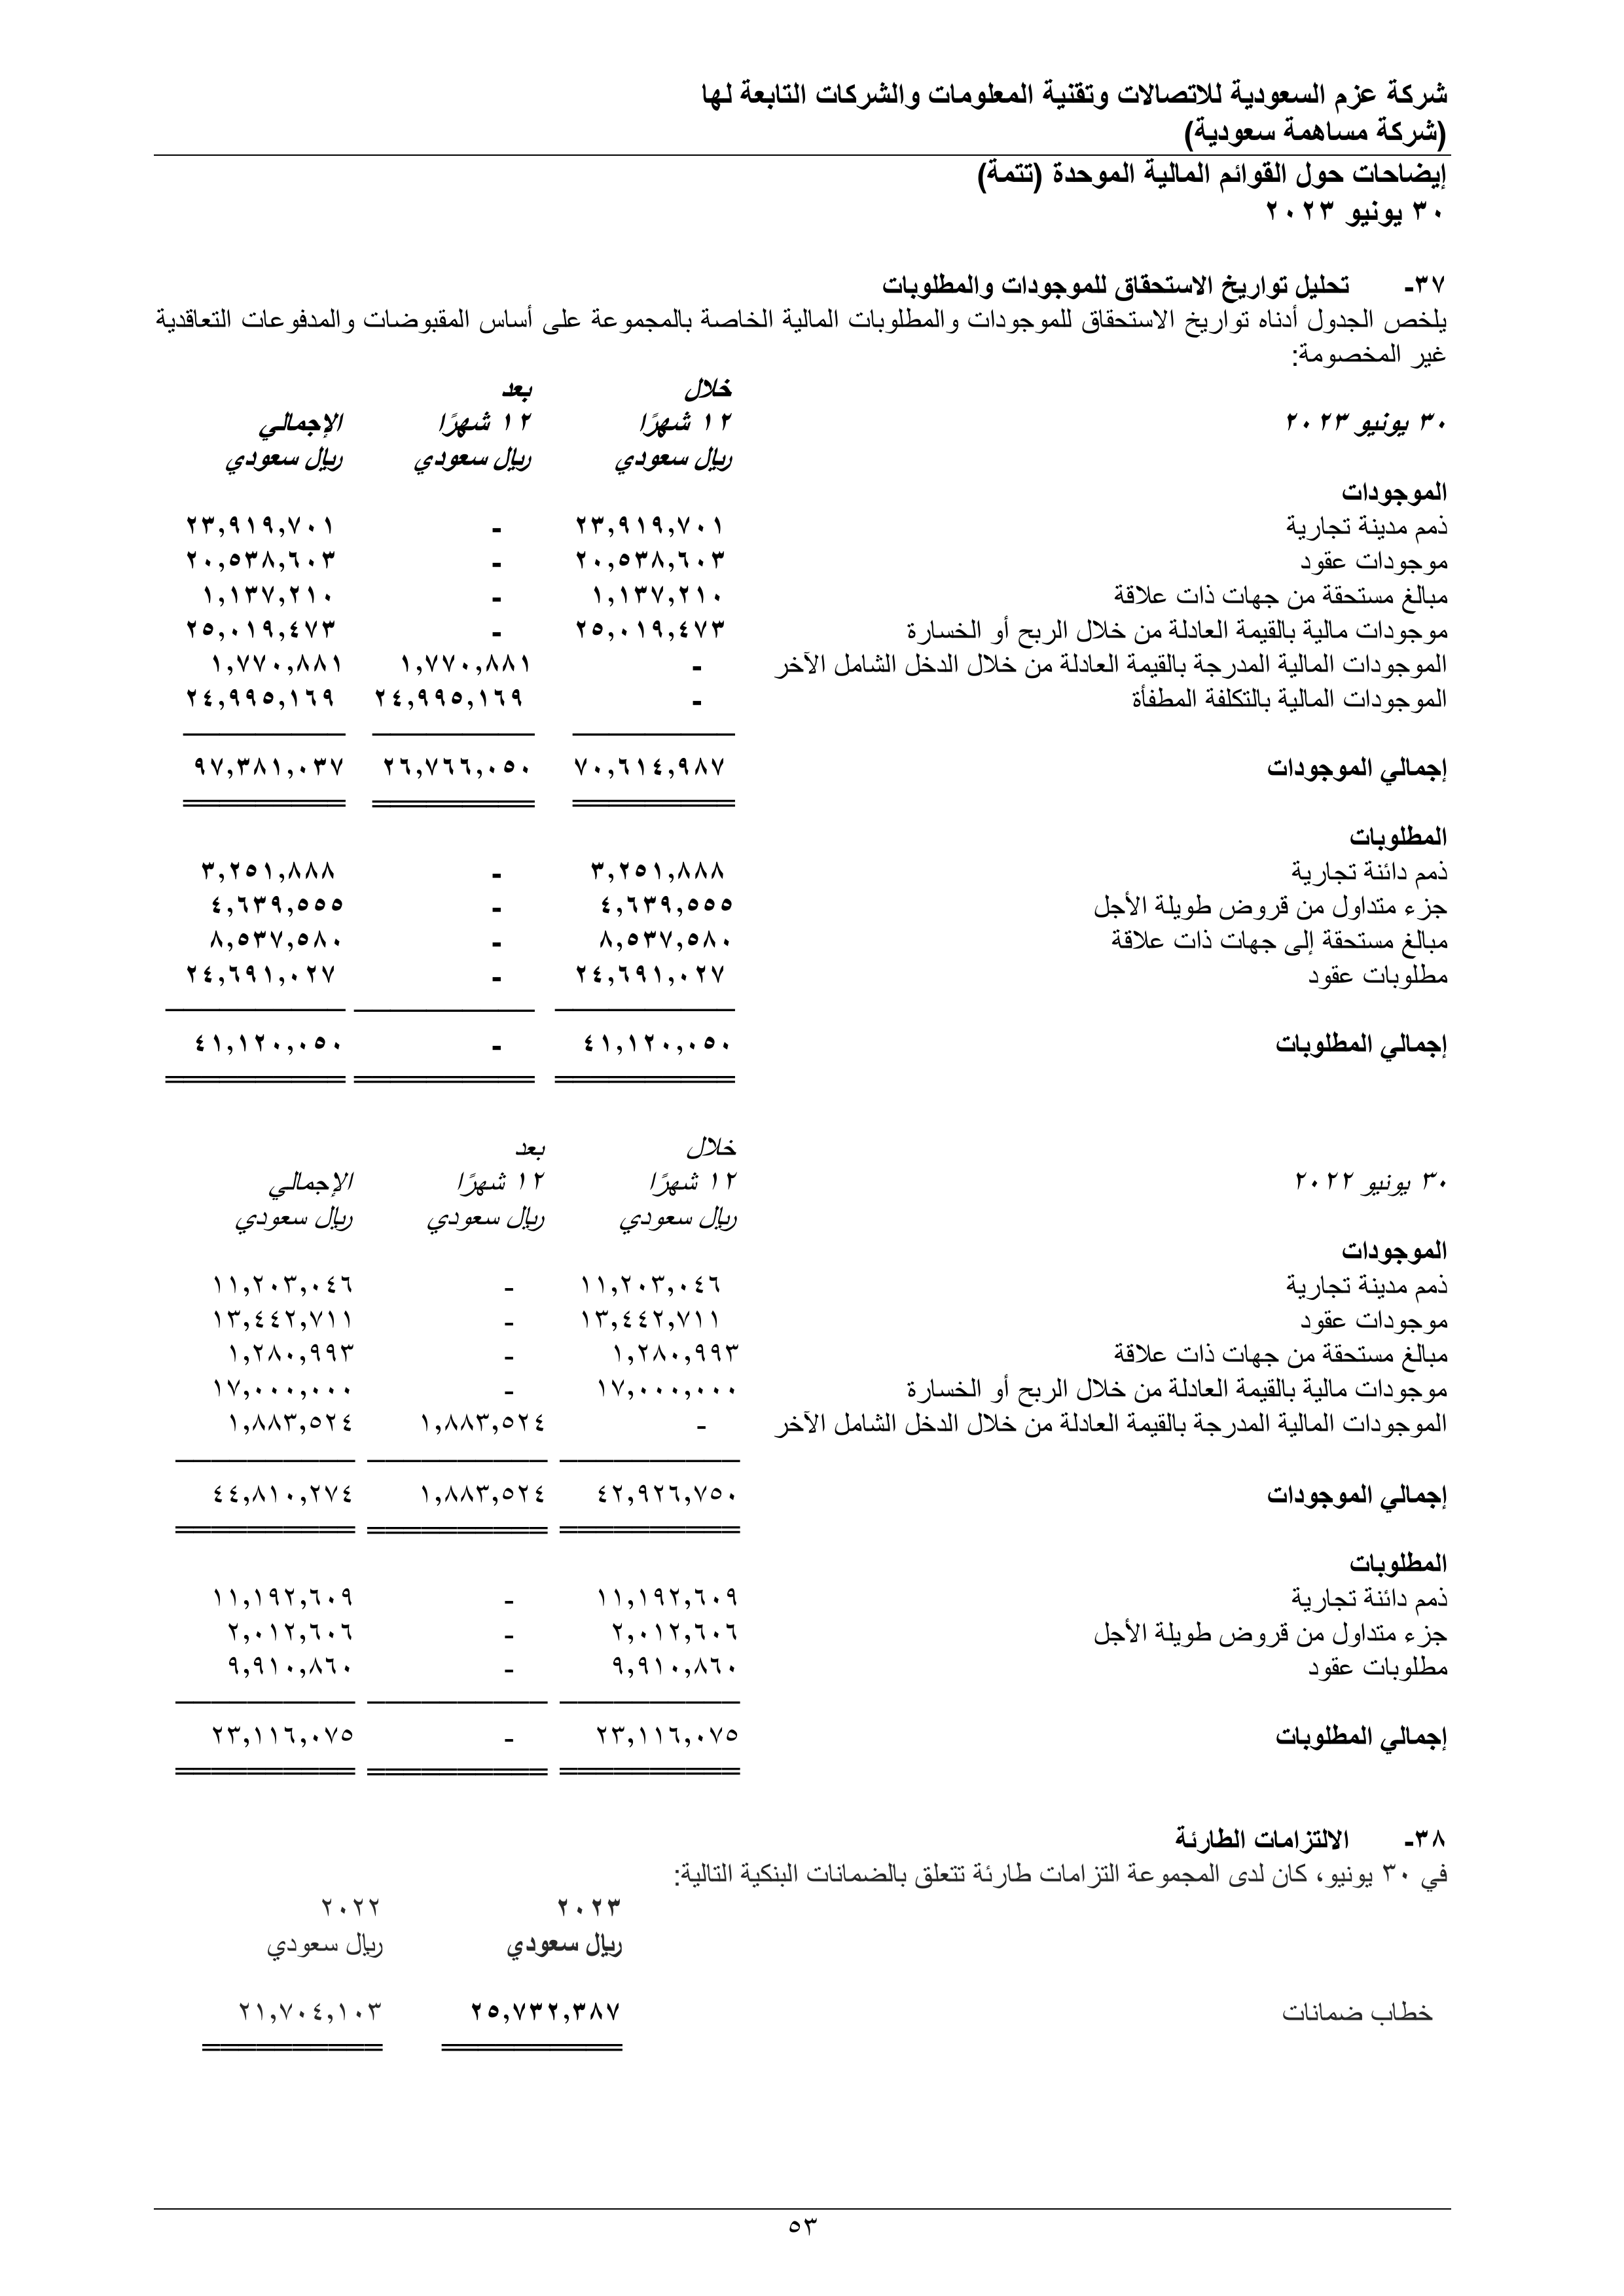 شركة عزم السعودية للاتصالات وتقنية المعلومات والشركات التابعة لها
(شركة مساهمة سعودية)
إيضاحات حول القوائم المالية الموحدة (تتمة)
٣٠ يونيو ٢٠٢٣
٣٧- تحليل تواريخ الاستحقاق للموجودات والمطلوبات
يلخص الجدول أدناه تواريخ الاستحقاق للموجودات والمطلوبات المالية الخاصة بالمجموعة على أساس المقبوضات والمدفوعات التعاقدية
غير المخصومة:
خلال بعد
٣٠ يونيو ٢٠٢٣ ١٢ شهرًا ١٢ شهرًا الإجمالي
ريال سعودي ريال سعودي ريال سعودي
الموجودات
ذمم مدينة تجارية ٢٣,٩١٩,٧٠١ - ٢٣,٩١٩,٧٠١
موجودات عقود ٢٠,٥٣٨,٦٠٣ - ٢٠,٥٣٨,٦٠٣
مبالغ مستحقة من جهات ذات علاقة ١,١٣٧,٢١٠ - ١,١٣٧,٢١٠
موجودات مالية بالقيمة العادلة من خلال الربح أو الخسارة ٢٥,٠١٩,٤٧٣ - ٢٥,٠١٩,٤٧٣
الموجودات المالية المدرجة بالقيمة العادلة من خلال الدخل الشامل الآخر - ١,٧٧٠,٨٨١ ١,٧٧٠,٨٨١
الموجودات المالية بالتكلفة المطفأة - ٢٤,٩٩٥,١٦٩ ٢٤,٩٩٥,١٦٩
إجمالي الموجودات ٧٠,٦١٤,٩٨٧ ٢٦,٧٦٦,٠٥٠ ٩٧,٣٨١,٠٣٧
المطلوبات
ذمم دائنة تجارية ٣,٢٥١,٨٨٨ - ٣,٢٥١,٨٨٨
جزء متداول من قروض طويلة الأجل ٤,٦٣٩,٥٥٥ - ٤,٦٣٩,٥٥٥
مبالغ مستحقة إلى جهات ذات علاقة ٨,٥٣٧,٥٨٠ - ٨,٥٣٧,٥٨٠
مطلوبات عقود ٢٤,٦٩١,٠٢٧ - ٢٤,٦٩١,٠٢٧
إجمالي المطلوبات ٤١,١٢٠,٠٥٠ - ٤١,١٢٠,٠٥٠
خلال بعد
٣٠ يونيو ٢٠٢٢ ١٢ شهرًا ١٢ شهرًا الإجمالي
ريال سعودي ريال سعودي ريال سعودي
الموجودات
ذمم مدينة تجارية ١١,٢٠٣,٠٤٦ - ١١,٢٠٣,٠٤٦
موجودات عقود ١٣,٤٤٢,٧١١ - ١٣,٤٤٢,٧١١
مبالغ مستحقة من جهات ذات علاقة ١,٢٨٠,٩٩٣ - ١,٢٨٠,٩٩٣
موجودات مالية بالقيمة العادلة من خلال الربح أو الخسارة ١٧,٠٠٠,٠٠٠ - ١٧,٠٠٠,٠٠٠
الموجودات المالية المدرجة بالقيمة العادلة من خلال الدخل الشامل الآخر - ١,٨٨٣,٥٢٤ ١,٨٨٣,٥٢٤
إجمالي الموجودات ٤٢,٩٢٦,٧٥٠ ١,٨٨٣,٥٢٤ ٤٤,٨١٠,٢٧٤
المطلوبات
ذمم دائنة تجارية ١١,١٩٢,٦٠٩ - ١١,١٩٢,٦٠٩
جزء متداول من قروض طويلة الأجل ٢,٠١٢,٦٠٦ - ٢,٠١٢,٦٠٦
مطلوبات عقود ٩,٩١٠,٨٦٠ - ٩,٩١٠,٨٦٠
إجمالي المطلوبات ٢٣,١١٦,٠٧٥ - ٢٣,١١٦,٠٧٥
٣٨- الالتزامات الطارئة
في ٣٠ يونيو، كان لدى المجموعة التزامات طارئة تتعلق بالضمانات البنكية التالية:
٢٠٢٣ ٢٠٢٢
ريال سعودي ريال سعودي
خطاب ضمانات ٢٥,٧٣٢,٣٨٧ ٢١,٧٠٤,١٠٣
٥٣